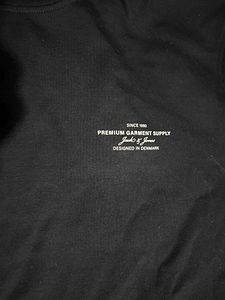 SINCE 1990
PREMIUM GARMENT SUPPLY
Jack & Jones
DESIGNED IN DENMARK